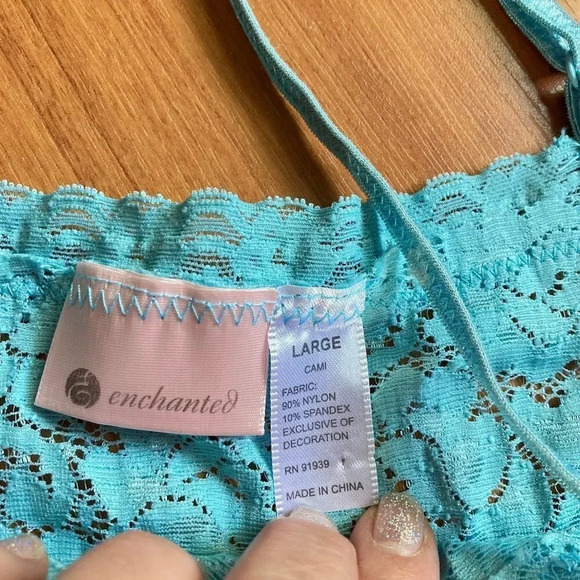 enchanted
LARGE
CAMI
FABRIC:
90% NYLON
10% SPANDEX
EXCLUSIVE OF
DECORATION
RN 91939
MADE IN CHINA